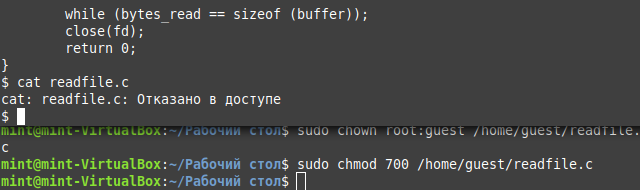 while (bytes_read == sizeof (buffer));
close(fd);
return 0;
}
$ cat readfile.c
cat: readfile.c: Отказано в доступе
$
mint@mint-VirtualBox:~/Рабочий стол$ sudo chown root:guest /home/guest/readfile.
c
mint@mint-VirtualBox:~/Рабочий стол$ sudo chmod 700 /home/guest/readfile.c
mint@mint-VirtualBox:~/Рабочий стол$